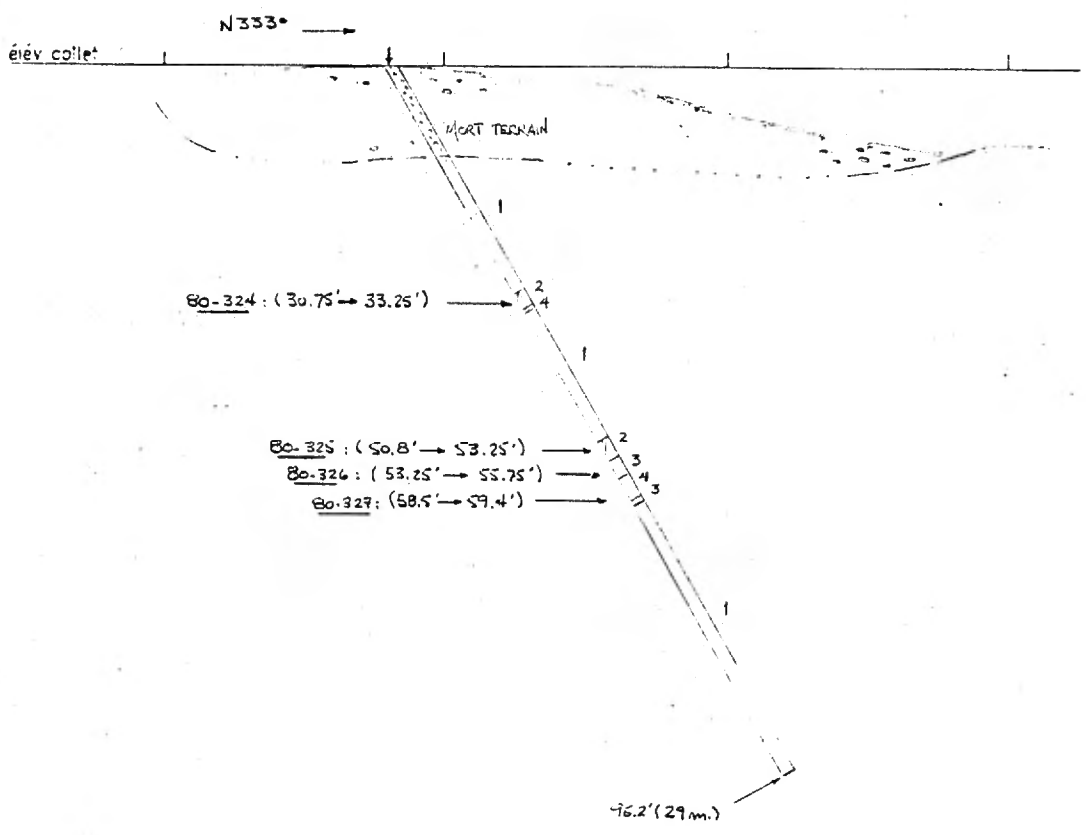 N333°
élév collet
MORT TERRAIN
1
2
80-324: (30.75' → 33.25')
4
1
2
80-325: (50.8' → 53.25')
3
80-326: (53.25' → 55.75')
4
3
80-327: (58.5' → 59.4')
1
95.2' (29 m.)